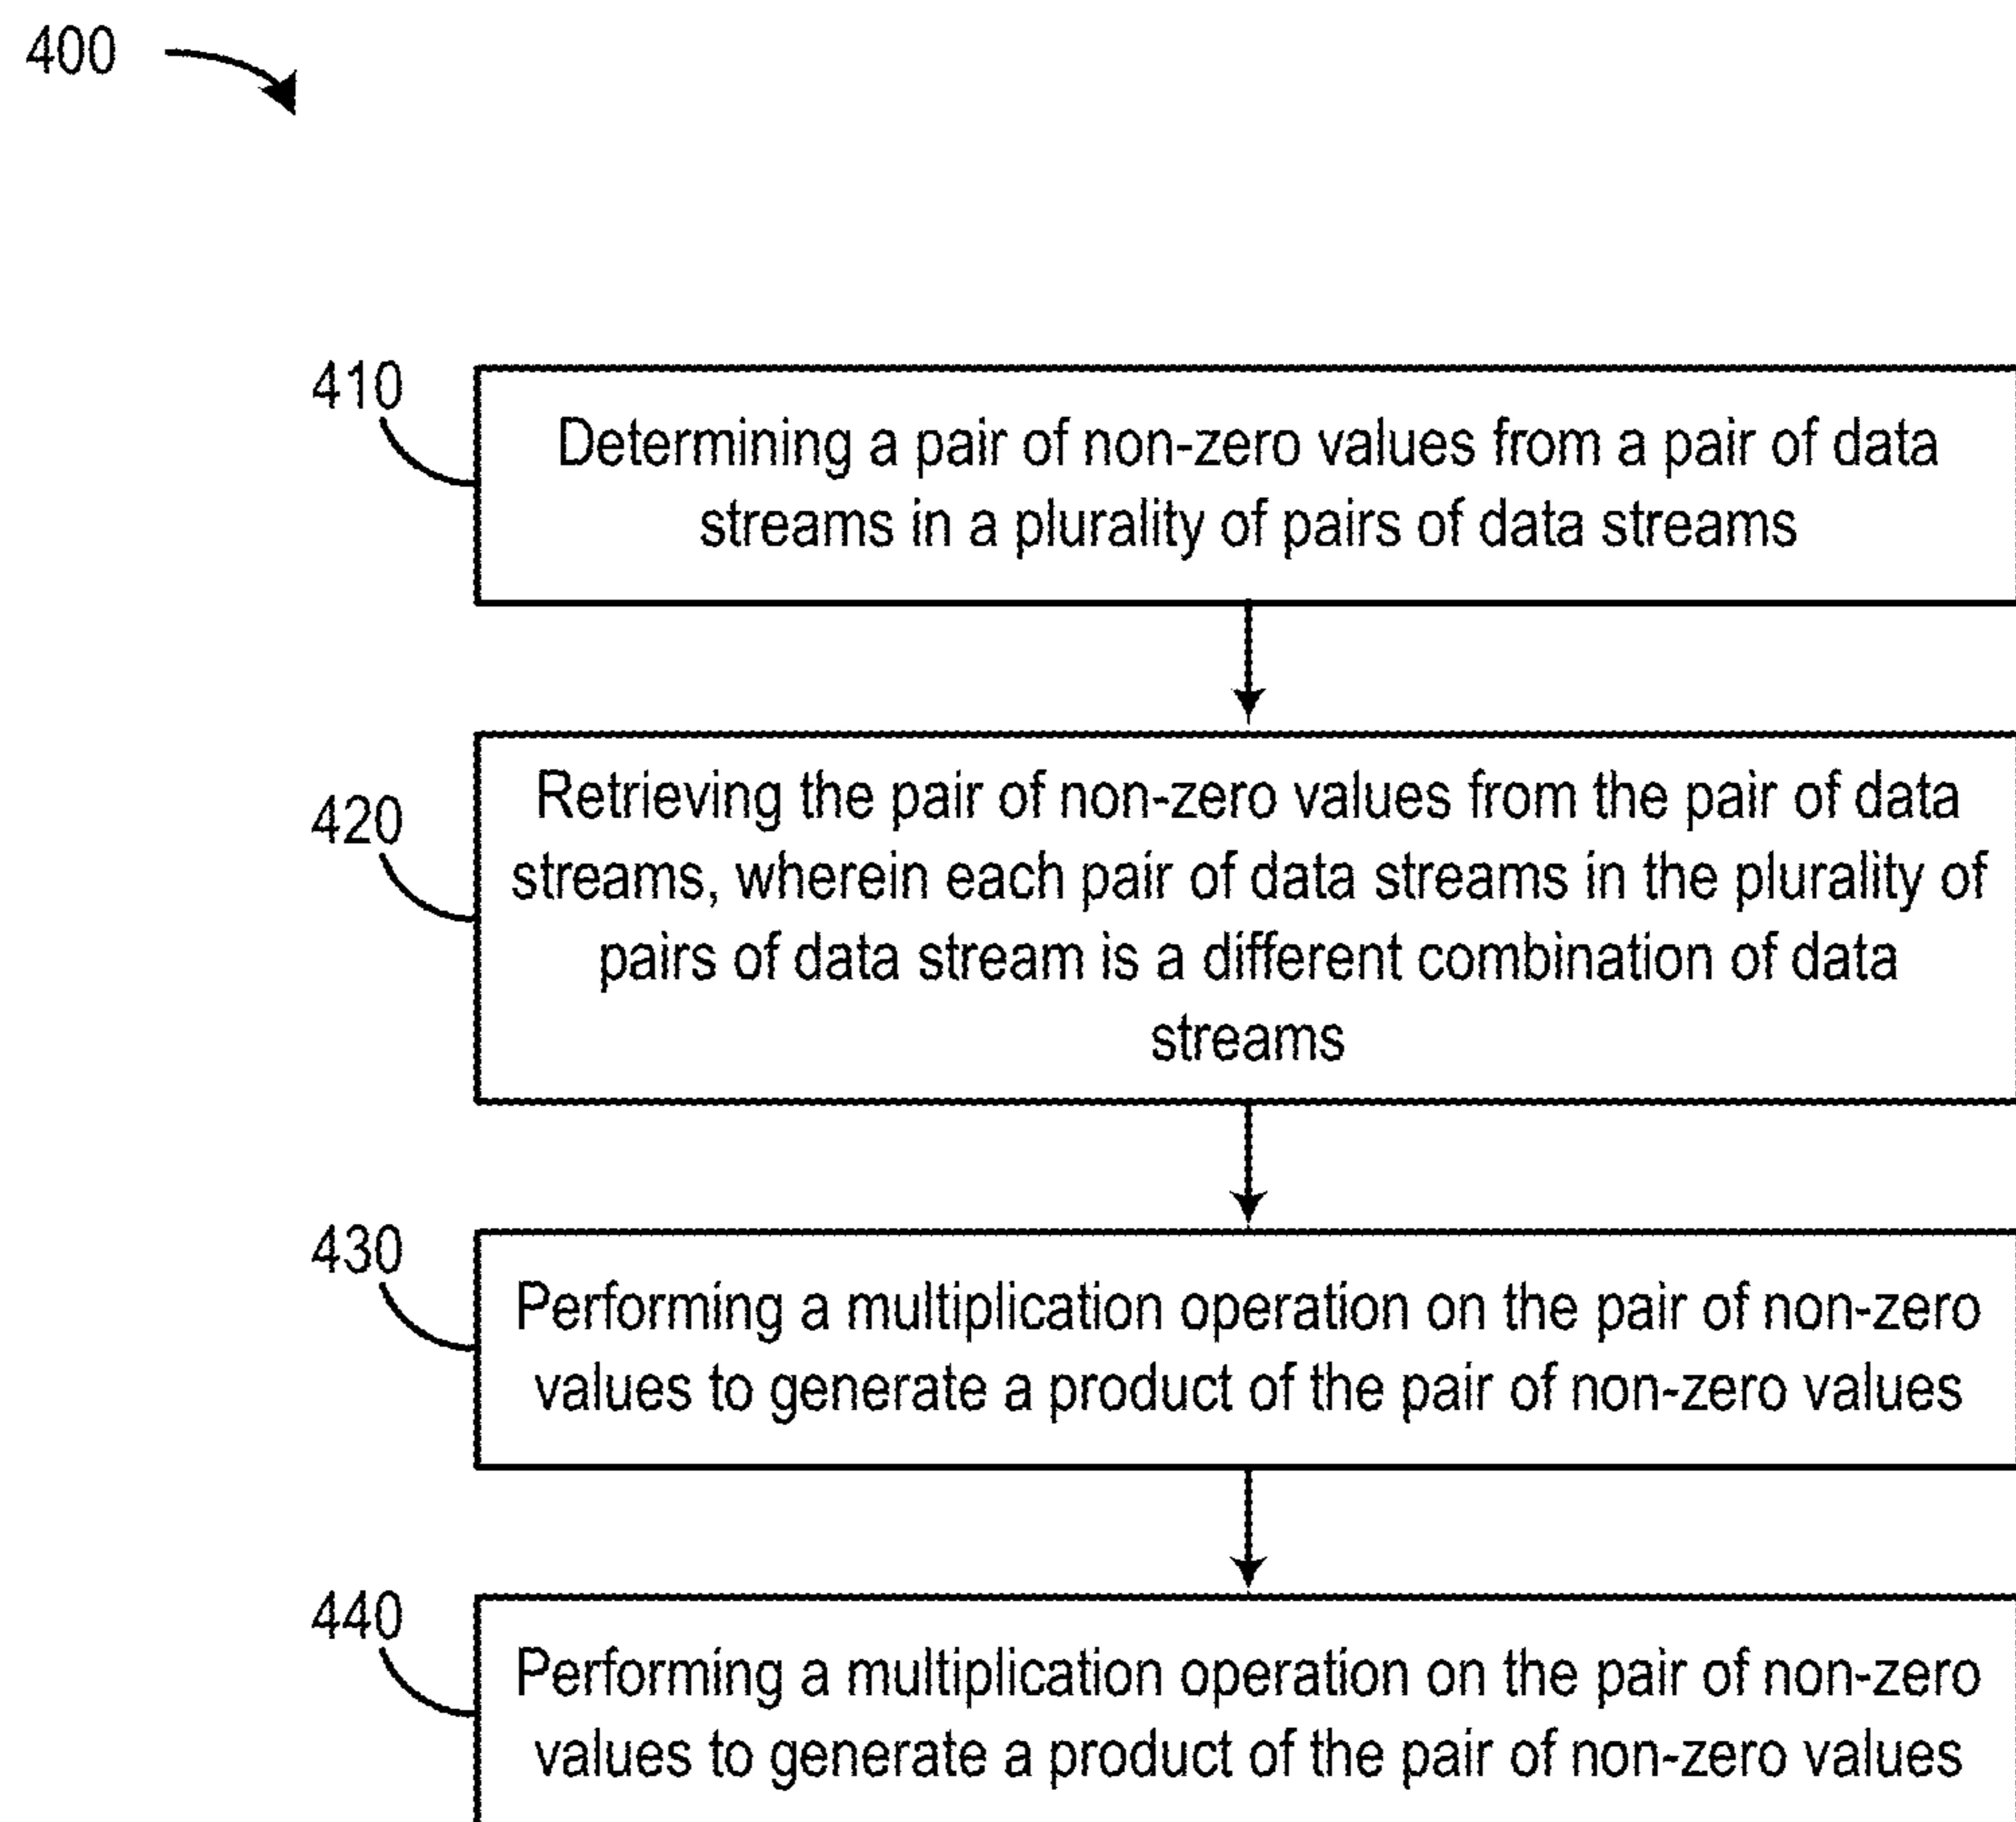 400
410
Determining a pair of non-zero values from a pair of data
streams in a plurality of pairs of data streams
420
Retrieving the pair of non-zero values from the pair of data
streams, wherein each pair of data streams in the plurality of
pairs of data stream is a different combination of data
streams
430
Performing a multiplication operation on the pair of non-zero
values to generate a product of the pair of non-zero values
440
Performing a multiplication operation on the pair of non-zero
values to generate a product of the pair of non-zero values